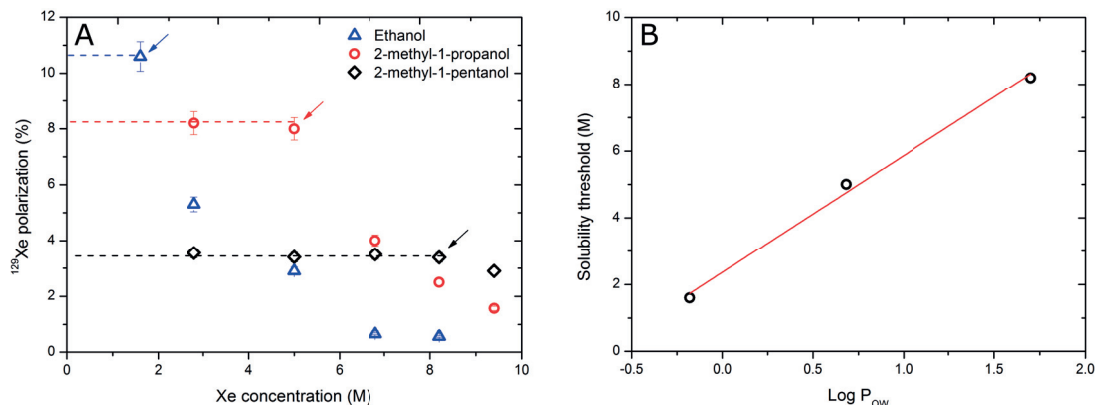 A
Ethanol
2-methyl-1-propanol
2-methyl-1-pentanol
12
10
8
6
4
2
0
0
2
4
6
8
10
¹²⁹Xe polarization (%)
Xe concentration (M)
B
10
8
6
4
2
0
-0.5
0.0
0.5
1.0
1.5
2.0
Solubility threshold (M)
Log P_OW